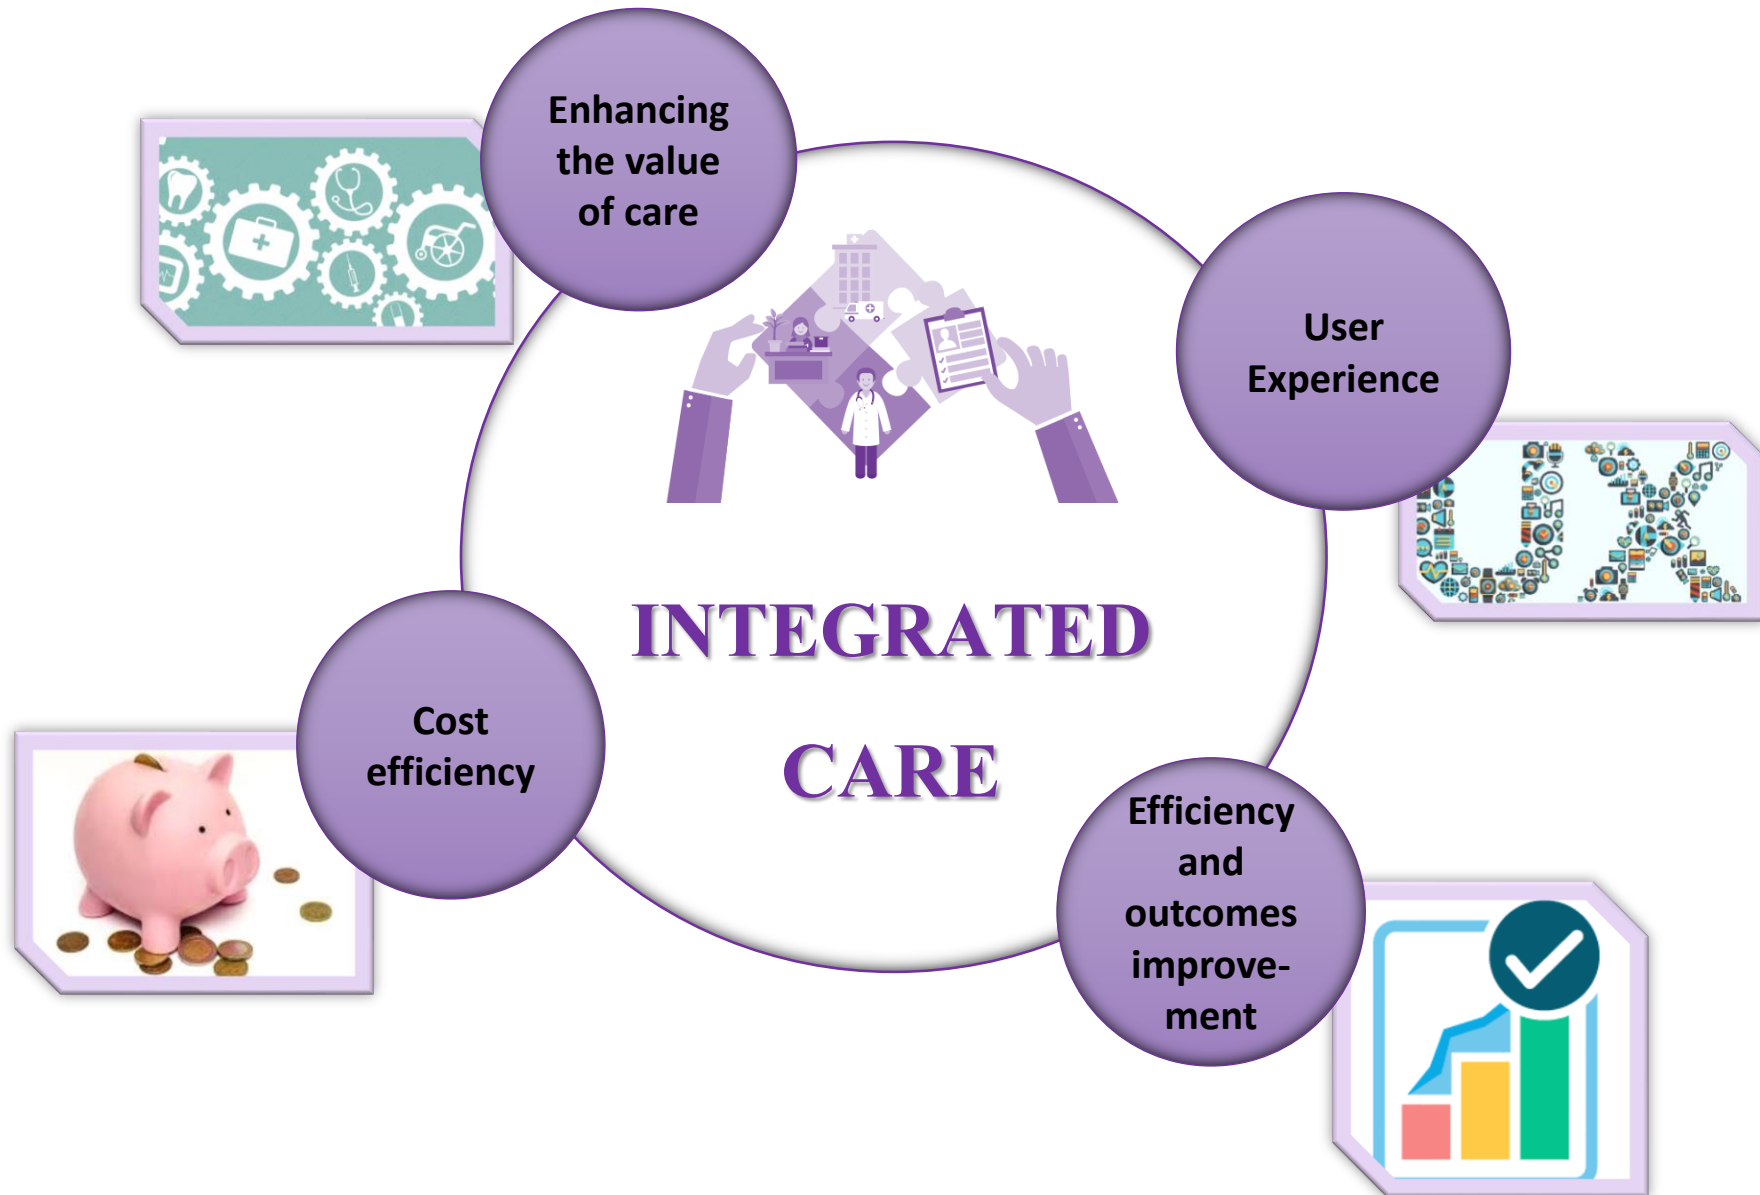 Enhancing
the value
of care
User
Experience
UX
INTEGRATED
CARE
Cost
efficiency
Efficiency
and
outcomes
improve-
ment